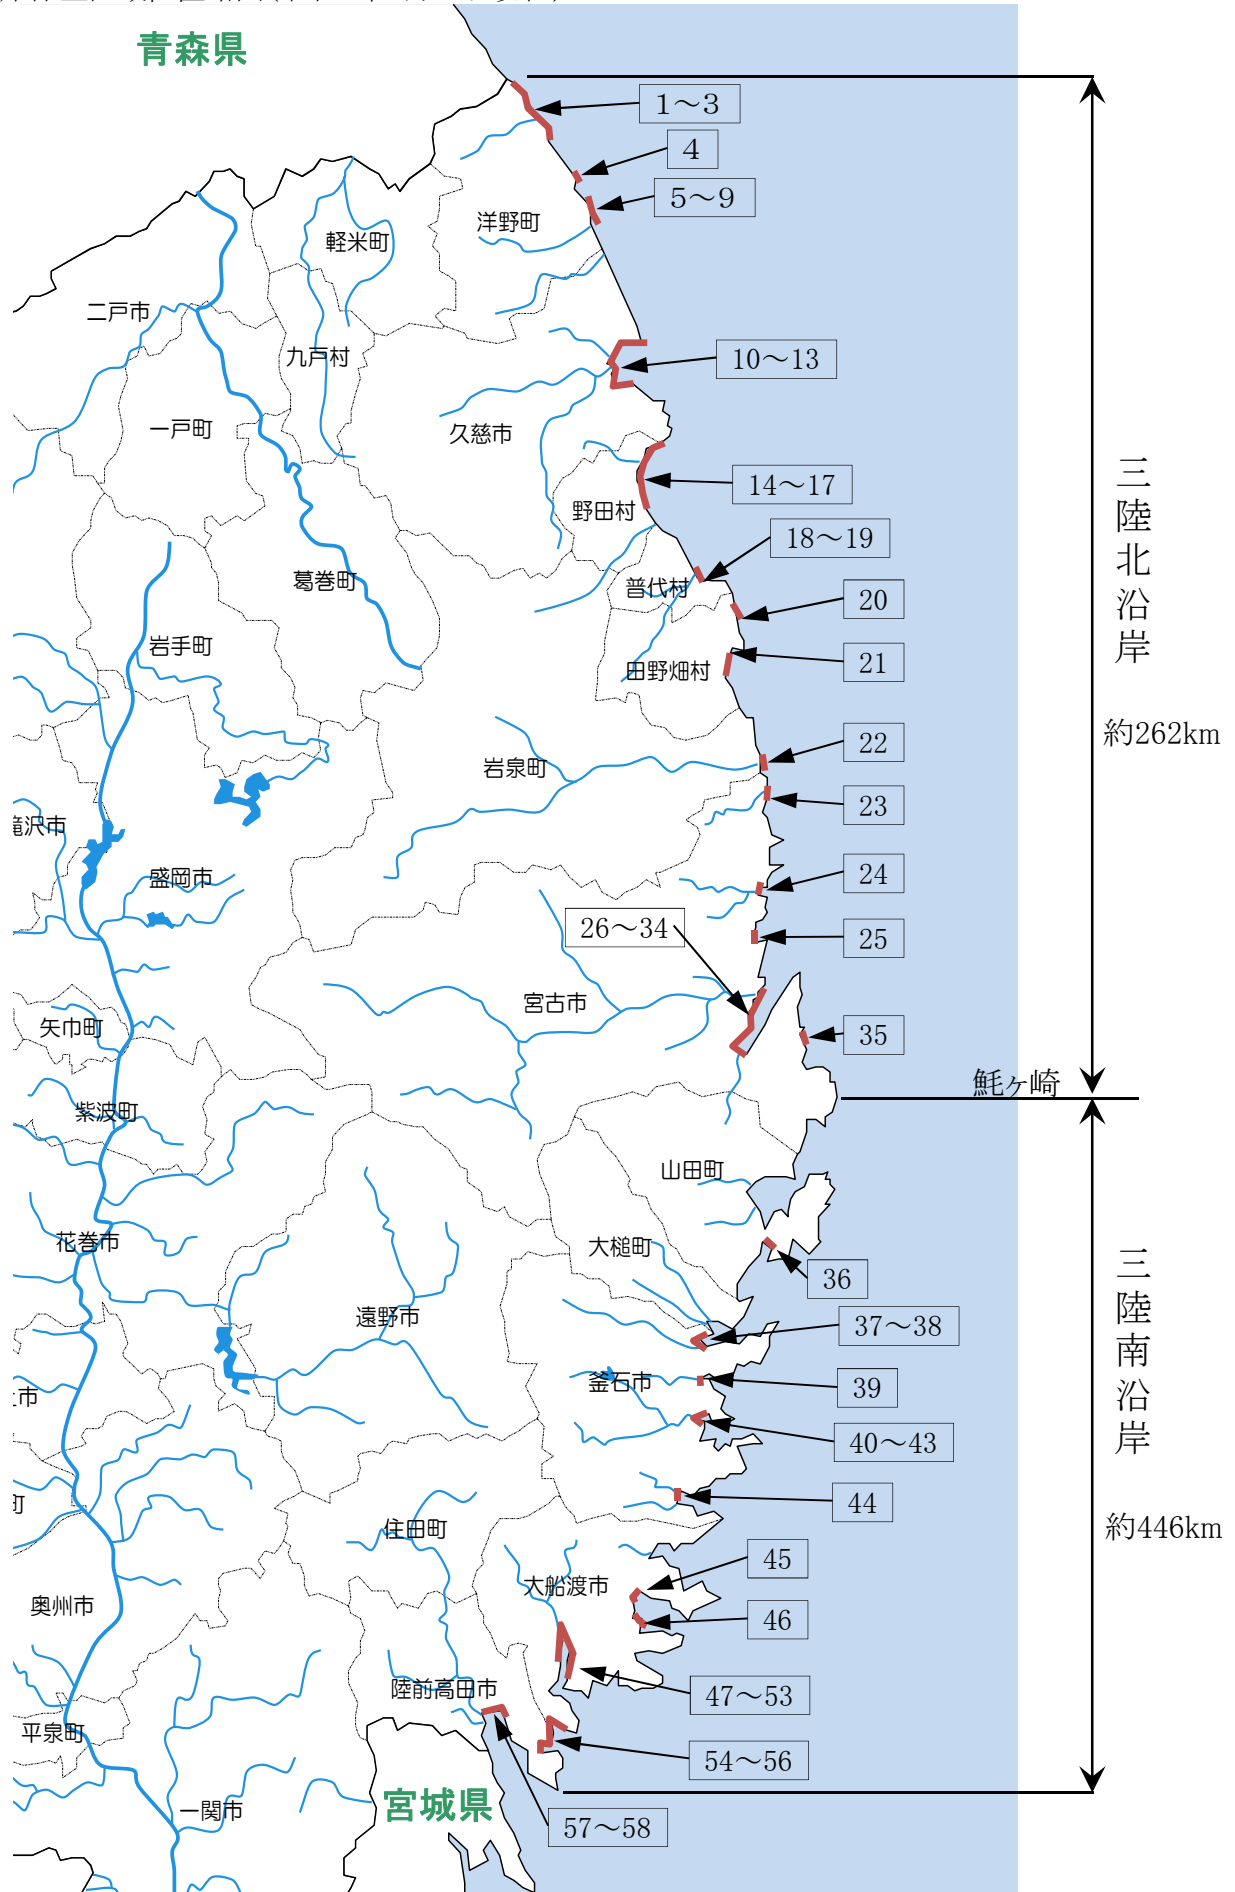 青森県
1～3
4
5～9
洋野町
軽米町
二戸市
九戸村
10～13
一戸町
久慈市
14～17
野田村
18～19
葛巻町
普代村
20
岩手町
田野畑村
21
三陸北沿岸
約262km
22
岩泉町
23
滝沢市
盛岡市
24
26～34
25
宮古市
矢巾町
35
魹ヶ崎
紫波町
山田町
花巻市
大槌町
36
遠野市
37～38
釜石市
39
40～43
三陸南沿岸
約446km
44
住田町
45
大船渡市
奥州市
46
陸前高田市
47～53
平泉町
54～56
宮城県
一関市
57～58